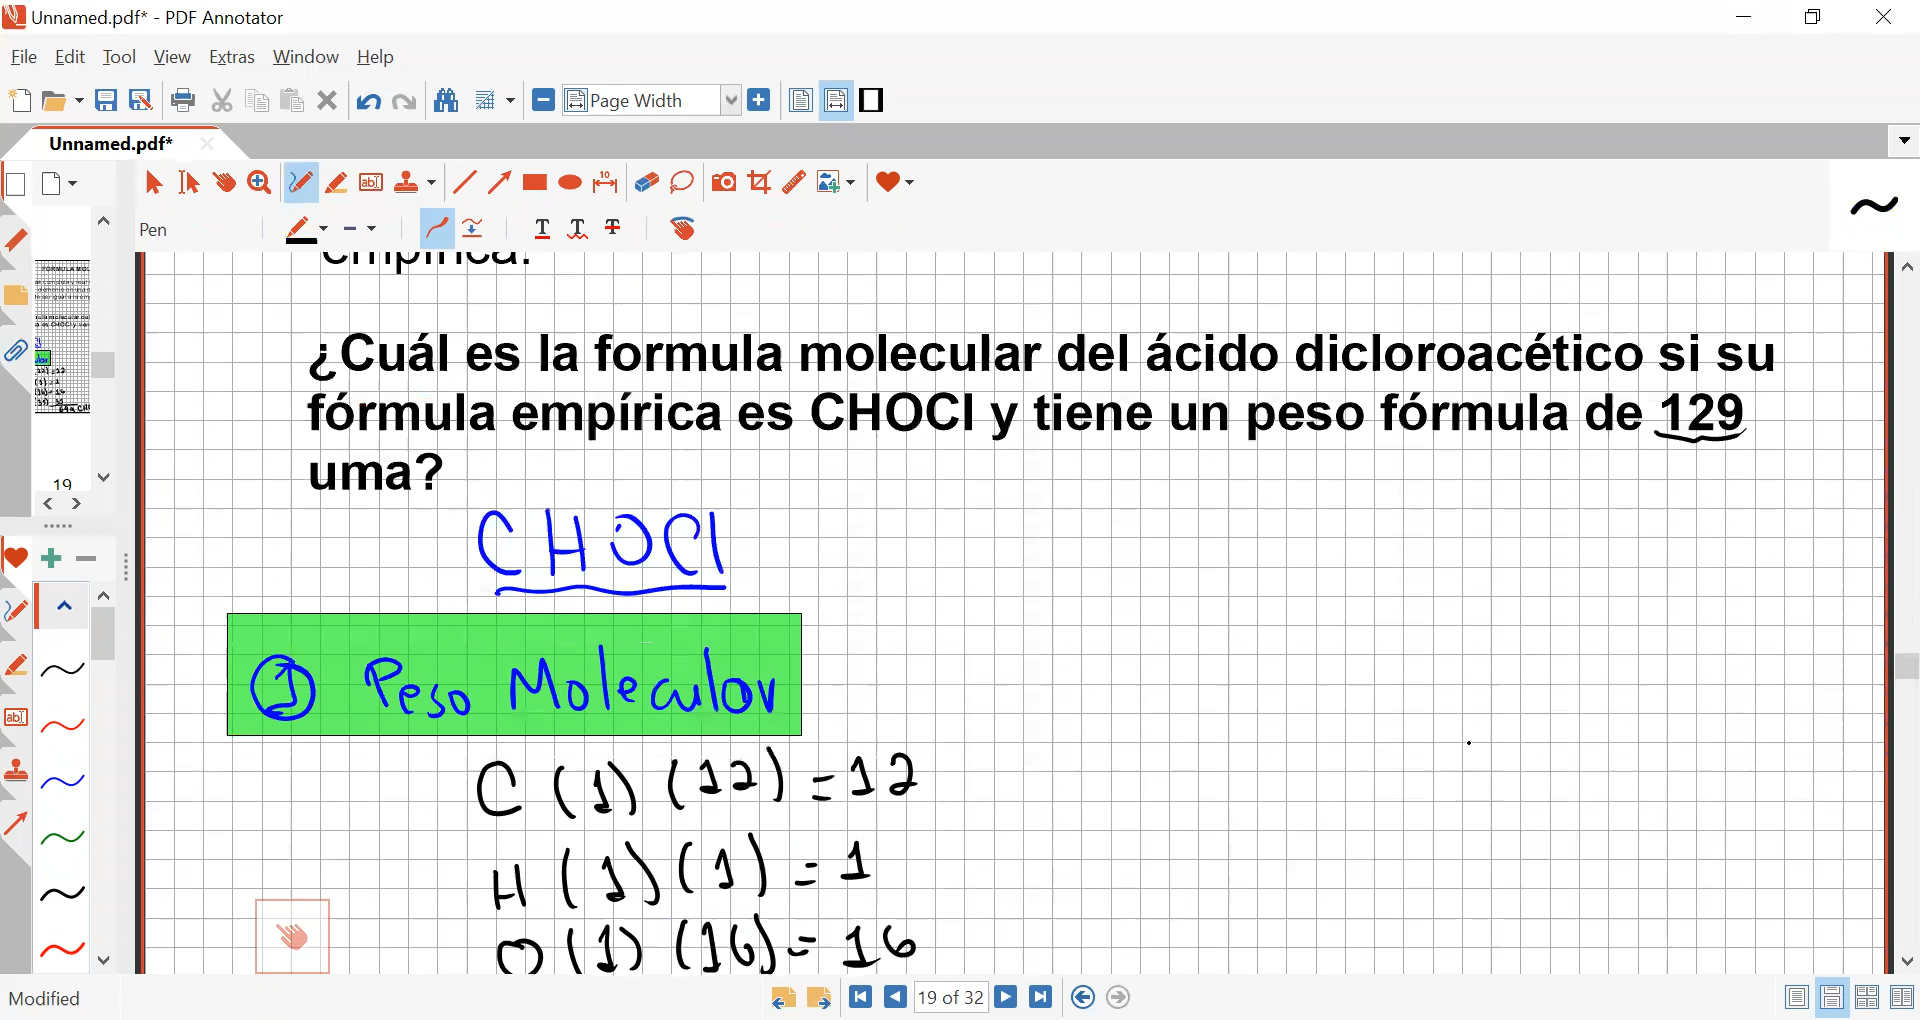 Unnamed.pdf* - PDF Annotator
File Edit Tool View Extras Window Help
Page Width
Unnamed.pdf*
Pen
empírica.
¿Cuál es la formula molecular del ácido dicloroacético si su
fórmula empírica es CHOCl y tiene un peso fórmula de 129
uma?
CHOCl
① Peso Molecular
C (1) (12) = 12
H (1) (1) = 1
O (1) (16) = 16
19
Modified
19 of 32